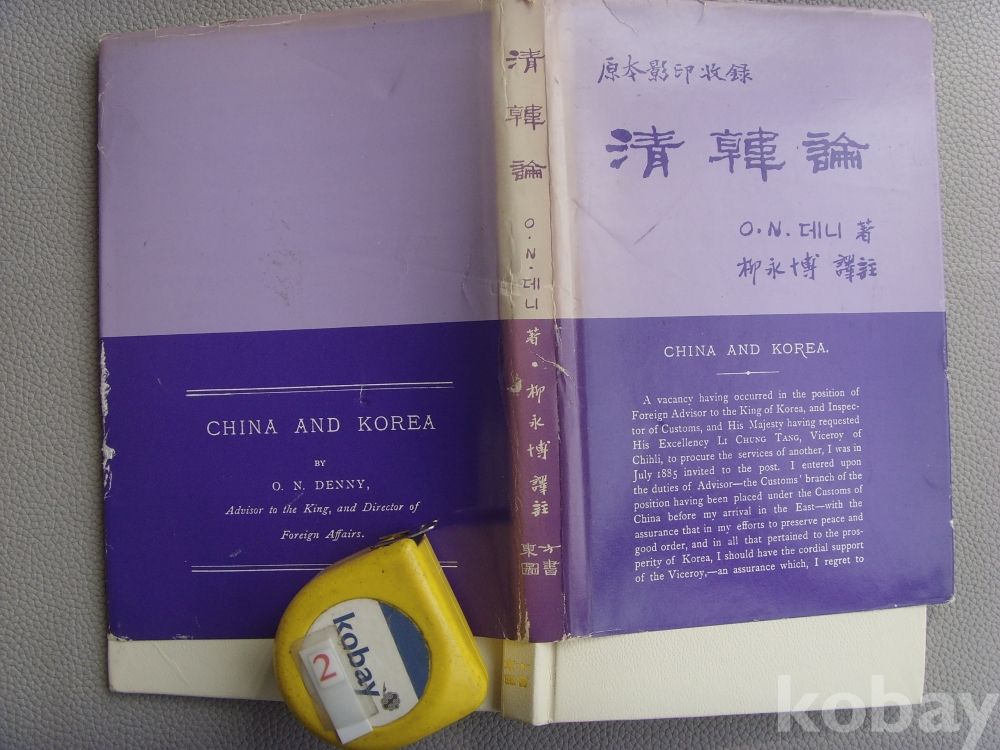 CHINA AND KOREA
BY
O. N. DENNY,
Advisor to the King, and Director of
Foreign Affairs.
kobay
2
清
韓
論
O
·
N
·
데
니
著
•
柳
永
博
譯
註
東方
圖書
原本影印收录
清韓論
O.N.데니 著
柳永博 譯註
CHINA AND KOREA.
A vacancy having occurred in the position of
Foreign Advisor to the King of Korea, and Inspec-
tor of Customs, and His Majesty having requested
His Excellency LI CHUNG TANG, Viceroy of
Chihli, to procure the services of another, I was in
July 1885 invited to the post. I entered upon
the duties of Advisor—the Customs' branch of the
position having been placed under the Customs of
China before my arrival in the East—with the
assurance that in my efforts to preserve peace and
good order, and in all that pertained to the pros-
perity of Korea, I should have the cordial support
of the Viceroy,—an assurance which, I regret to
kobay